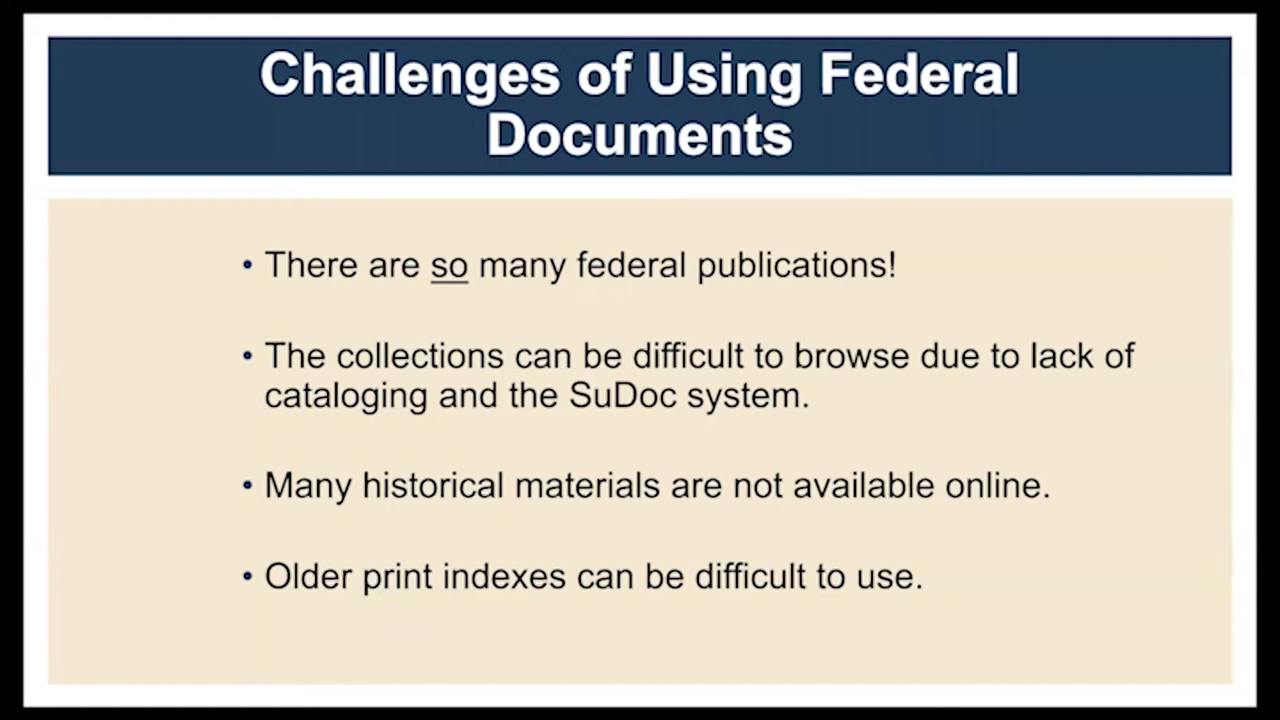 Challenges of Using Federal
Documents
• There are so many federal publications!
• The collections can be difficult to browse due to lack of
cataloging and the SuDoc system.
• Many historical materials are not available online.
• Older print indexes can be difficult to use.